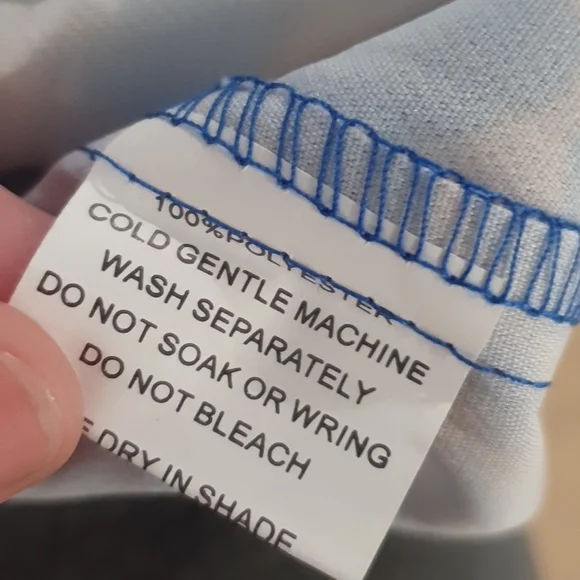 100%POLYESTER
COLD GENTLE MACHINE
WASH SEPARATELY
DO NOT SOAK OR WRING
DO NOT BLEACH
E DRY IN SHADE